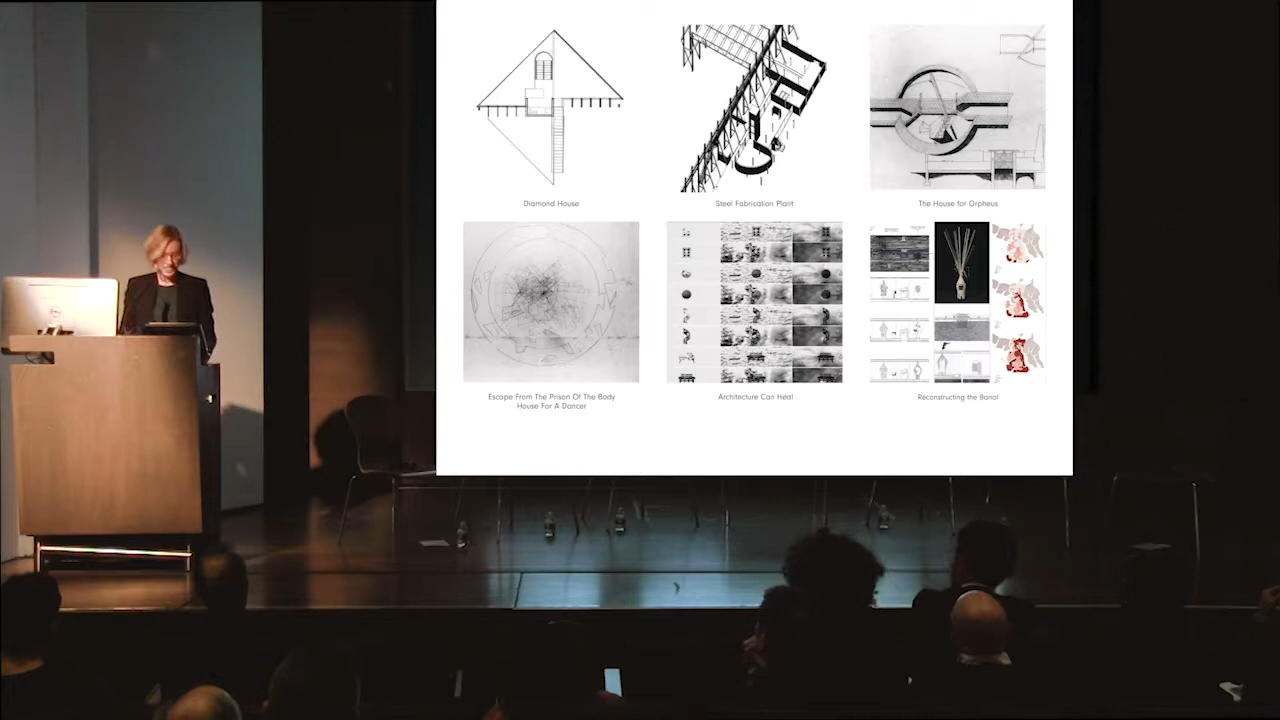 Diamond House
Steel Fabrication Plant
The House for Orpheus
Escape From The Prison Of The Body
House For A Dancer
Architecture Can Heal
Reconstructing the Banal